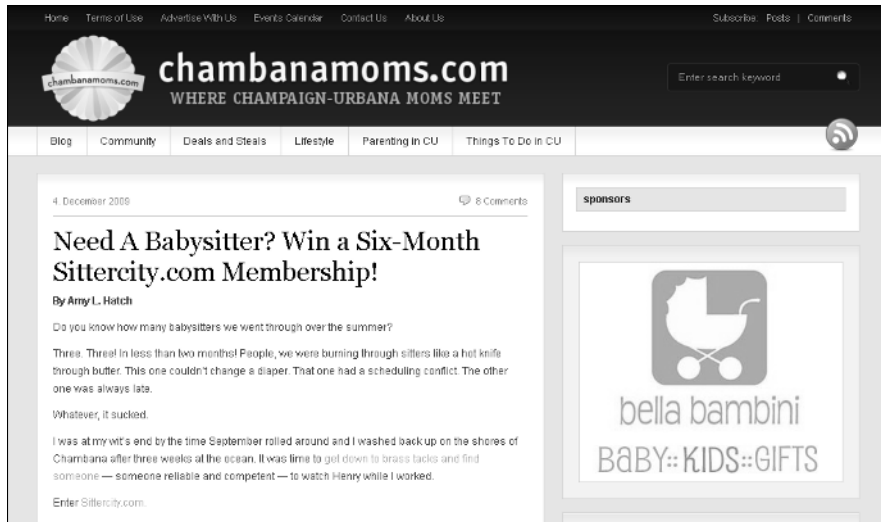 Home Terms of Use Advertise With Us Events Calendar Contact Us About Us Subscribe: Posts | Comments
chambanamoms.com
chambanamoms.com
WHERE CHAMPAIGN-URBANA MOMS MEET
Enter search keyword
Blog Community Deals and Steals Lifestyle Parenting in CU Things To Do in CU
4. December 2009
8 Comments
sponsors
Need A Babysitter? Win a Six-Month
Sittercity.com Membership!
By Amy L. Hatch
Do you know how many babysitters we went through over the summer?
Three. Three! In less than two months! People, we were burning through sitters like a hot knife
through butter. This one couldn't change a diaper. That one had a scheduling conflict. The other
one was always late.
Whatever, it sucked.
I was at my wit's end by the time September rolled around and I washed back up on the shores of
Chambana after three weeks at the ocean. It was time to get down to brass tacks and find
someone — someone reliable and competent — to watch Henry while I worked.
Enter Sittercity.com.
bella bambini
BaBY::KIDS::GIFTS